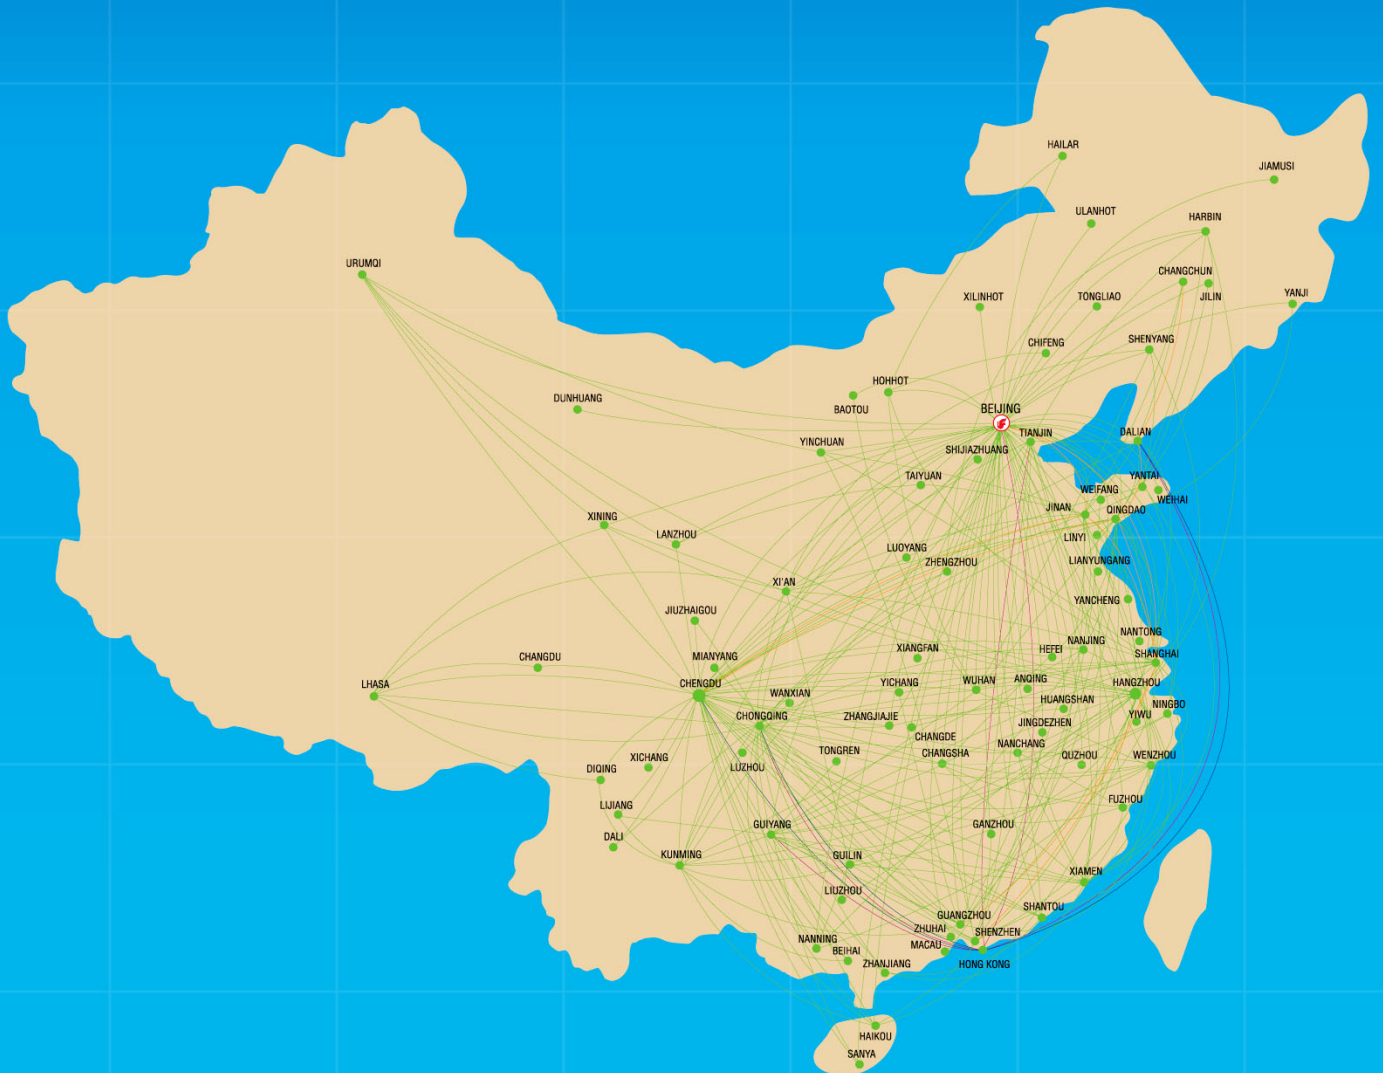 HAILAR
JIAMUSI
ULANHOT
HARBIN
URUMQI
CHANGCHUN
XILINHOT
TONGLIAO
JILIN
YANJI
CHIFENG
SHENYANG
HOHHOT
DUNHUANG
BAOTOU
BEIJING
TIANJIN
DALIAN
YINCHUAN
SHIJIAZHUANG
TAIYUAN
YANTAI
WEIFANG
WEIHAI
JINAN
QINGDAO
XINING
LANZHOU
LINYI
LUOYANG
ZHENGZHOU
LIANYUNGANG
XI'AN
YANCHENG
JIUZHAIGOU
NANTONG
NANJING
XIANGFAN
HEFEI
SHANGHAI
CHANGDU
MIANYANG
LHASA
CHENGDU
YICHANG
WUHAN
ANQING
HANGZHOU
WANXIAN
HUANGSHAN
NINGBO
CHONGQING
ZHANGJIAJIE
YIWU
JINGDEZHEN
CHANGDE
NANCHANG
TONGREN
CHANGSHA
QUZHOU
WENZHOU
XICHANG
DIQING
LUZHOU
FUZHOU
LIJIANG
GUIYANG
GANZHOU
DALI
KUNMING
GUILIN
XIAMEN
LIUZHOU
SHANTOU
GUANGZHOU
ZHUHAI
SHENZHEN
NANNING
MACAU
BEIHAI
ZHANJIANG
HONG KONG
HAIKOU
SANYA